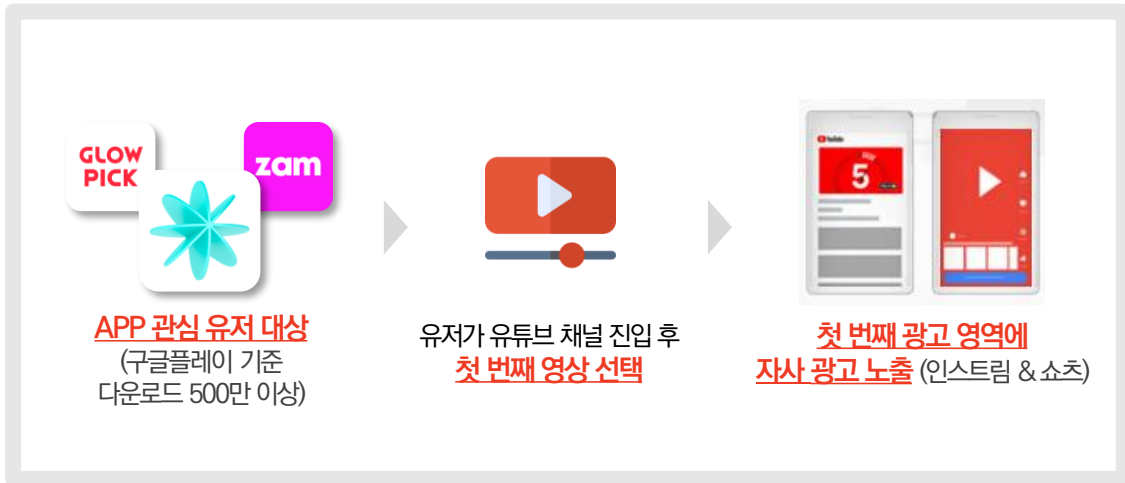 GLOW
PICK
zam
APP 관심 유저 대상
(구글플레이 기준
다운로드 500만 이상)
유저가 유튜브 채널 진입 후
첫 번째 영상 선택
YouTube
5
첫 번째 광고 영역에
자사 광고 노출 (인스트림 & 쇼츠)